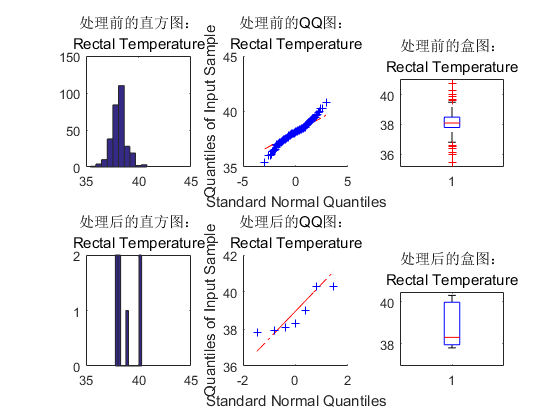 处理前的直方图：
Rectal Temperature
150
100
50
0
35
40
45
处理前的QQ图：
Rectal Temperature
Quantiles of Input Sample
45
40
35
-5
0
5
Standard Normal Quantiles
处理前的盒图：
Rectal Temperature
40
38
36
1
处理后的直方图：
Rectal Temperature
2
1
0
35
40
45
处理后的QQ图：
Rectal Temperature
Quantiles of Input Sample
42
40
38
36
-2
0
2
Standard Normal Quantiles
处理后的盒图：
Rectal Temperature
40
38
1